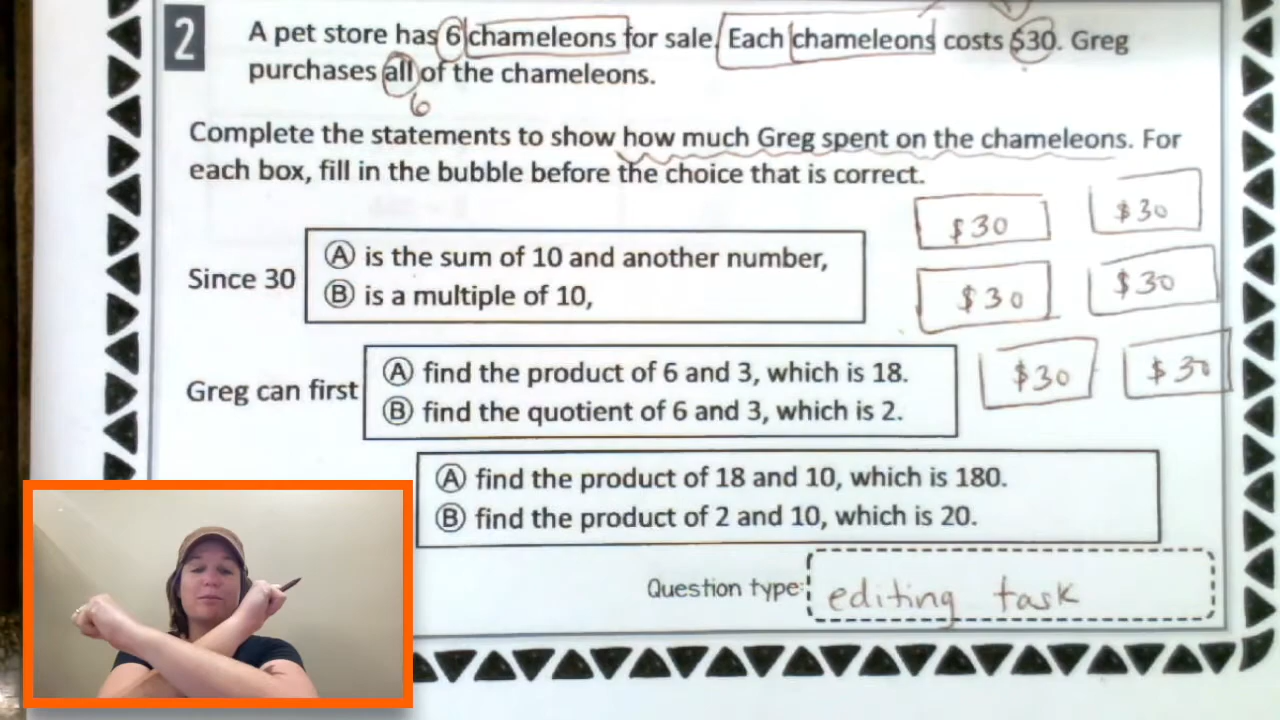 2
A pet store has 6 chameleons for sale. Each chameleons costs $30. Greg
purchases all of the chameleons.
6
Complete the statements to show how much Greg spent on the chameleons. For
each box, fill in the bubble before the choice that is correct.
$30 $30
Since 30
A is the sum of 10 and another number,
B is a multiple of 10,
$30 $30
Greg can first
A find the product of 6 and 3, which is 18.
B find the quotient of 6 and 3, which is 2.
$30 $30
A find the product of 18 and 10, which is 180.
B find the product of 2 and 10, which is 20.
Question type: editing task